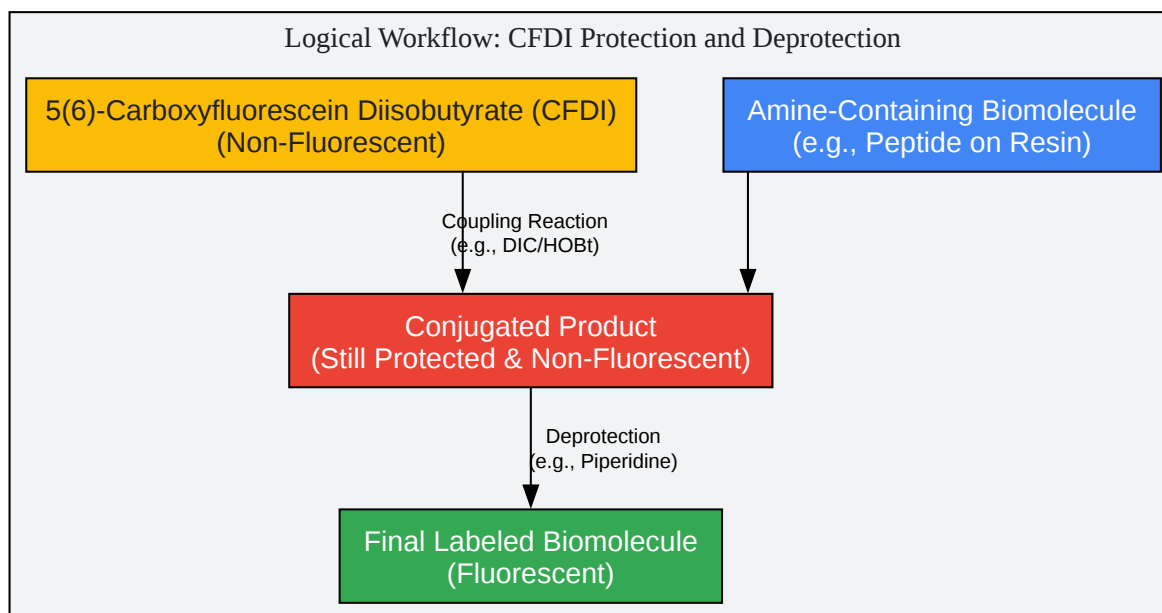 Logical Workflow: CFDI Protection and Deprotection
5(6)-Carboxyfluorescein Diisobutyrate (CFDI)
(Non-Fluorescent)
Amine-Containing Biomolecule
(e.g., Peptide on Resin)
Coupling Reaction
(e.g., DIC/HOBt)
Conjugated Product
(Still Protected & Non-Fluorescent)
Deprotection
(e.g., Piperidine)
Final Labeled Biomolecule
(Fluorescent)